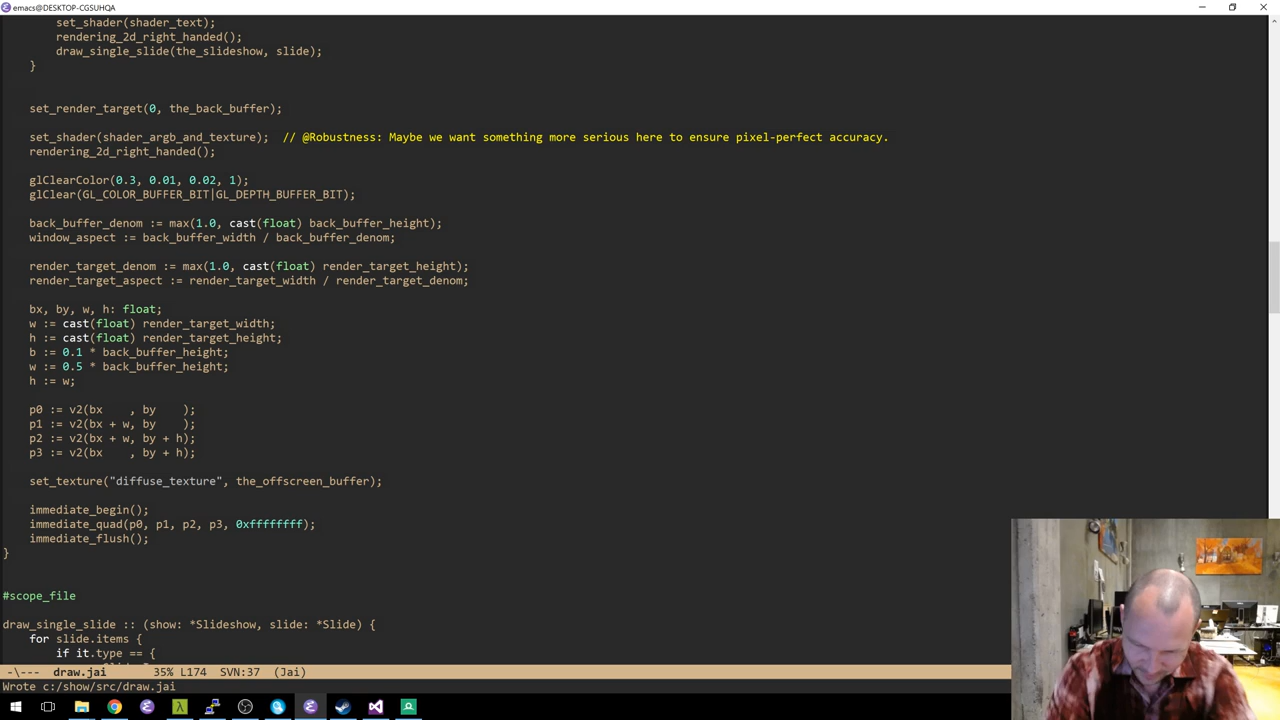 emacs@DESKTOP-CGSUHQA
set_shader(shader_text);
rendering_2d_right_handed();
draw_single_slide(the_slideshow, slide);
}
set_render_target(0, the_back_buffer);
set_shader(shader_argb_and_texture);  // @Robustness: Maybe we want something more serious here to ensure pixel-perfect accuracy.
rendering_2d_right_handed();
glClearColor(0.3, 0.01, 0.02, 1);
glClear(GL_COLOR_BUFFER_BIT|GL_DEPTH_BUFFER_BIT);
back_buffer_denom := max(1.0, cast(float) back_buffer_height);
window_aspect := back_buffer_width / back_buffer_denom;
render_target_denom := max(1.0, cast(float) render_target_height);
render_target_aspect := render_target_width / render_target_denom;
bx, by, w, h: float;
w := cast(float) render_target_width;
h := cast(float) render_target_height;
b := 0.1 * back_buffer_height;
w := 0.5 * back_buffer_height;
h := w;
p0 := v2(bx    , by    );
p1 := v2(bx + w, by    );
p2 := v2(bx + w, by + h);
p3 := v2(bx    , by + h);
set_texture("diffuse_texture", the_offscreen_buffer);
immediate_begin();
immediate_quad(p0, p1, p2, p3, 0xffffffff);
immediate_flush();
}
#scope_file
draw_single_slide :: (show: *Slideshow, slide: *Slide) {
for slide.items {
if it.type == {
-\---  draw.jai       35% L174   SVN:37  (Jai)
Wrote c:/show/src/draw.jai